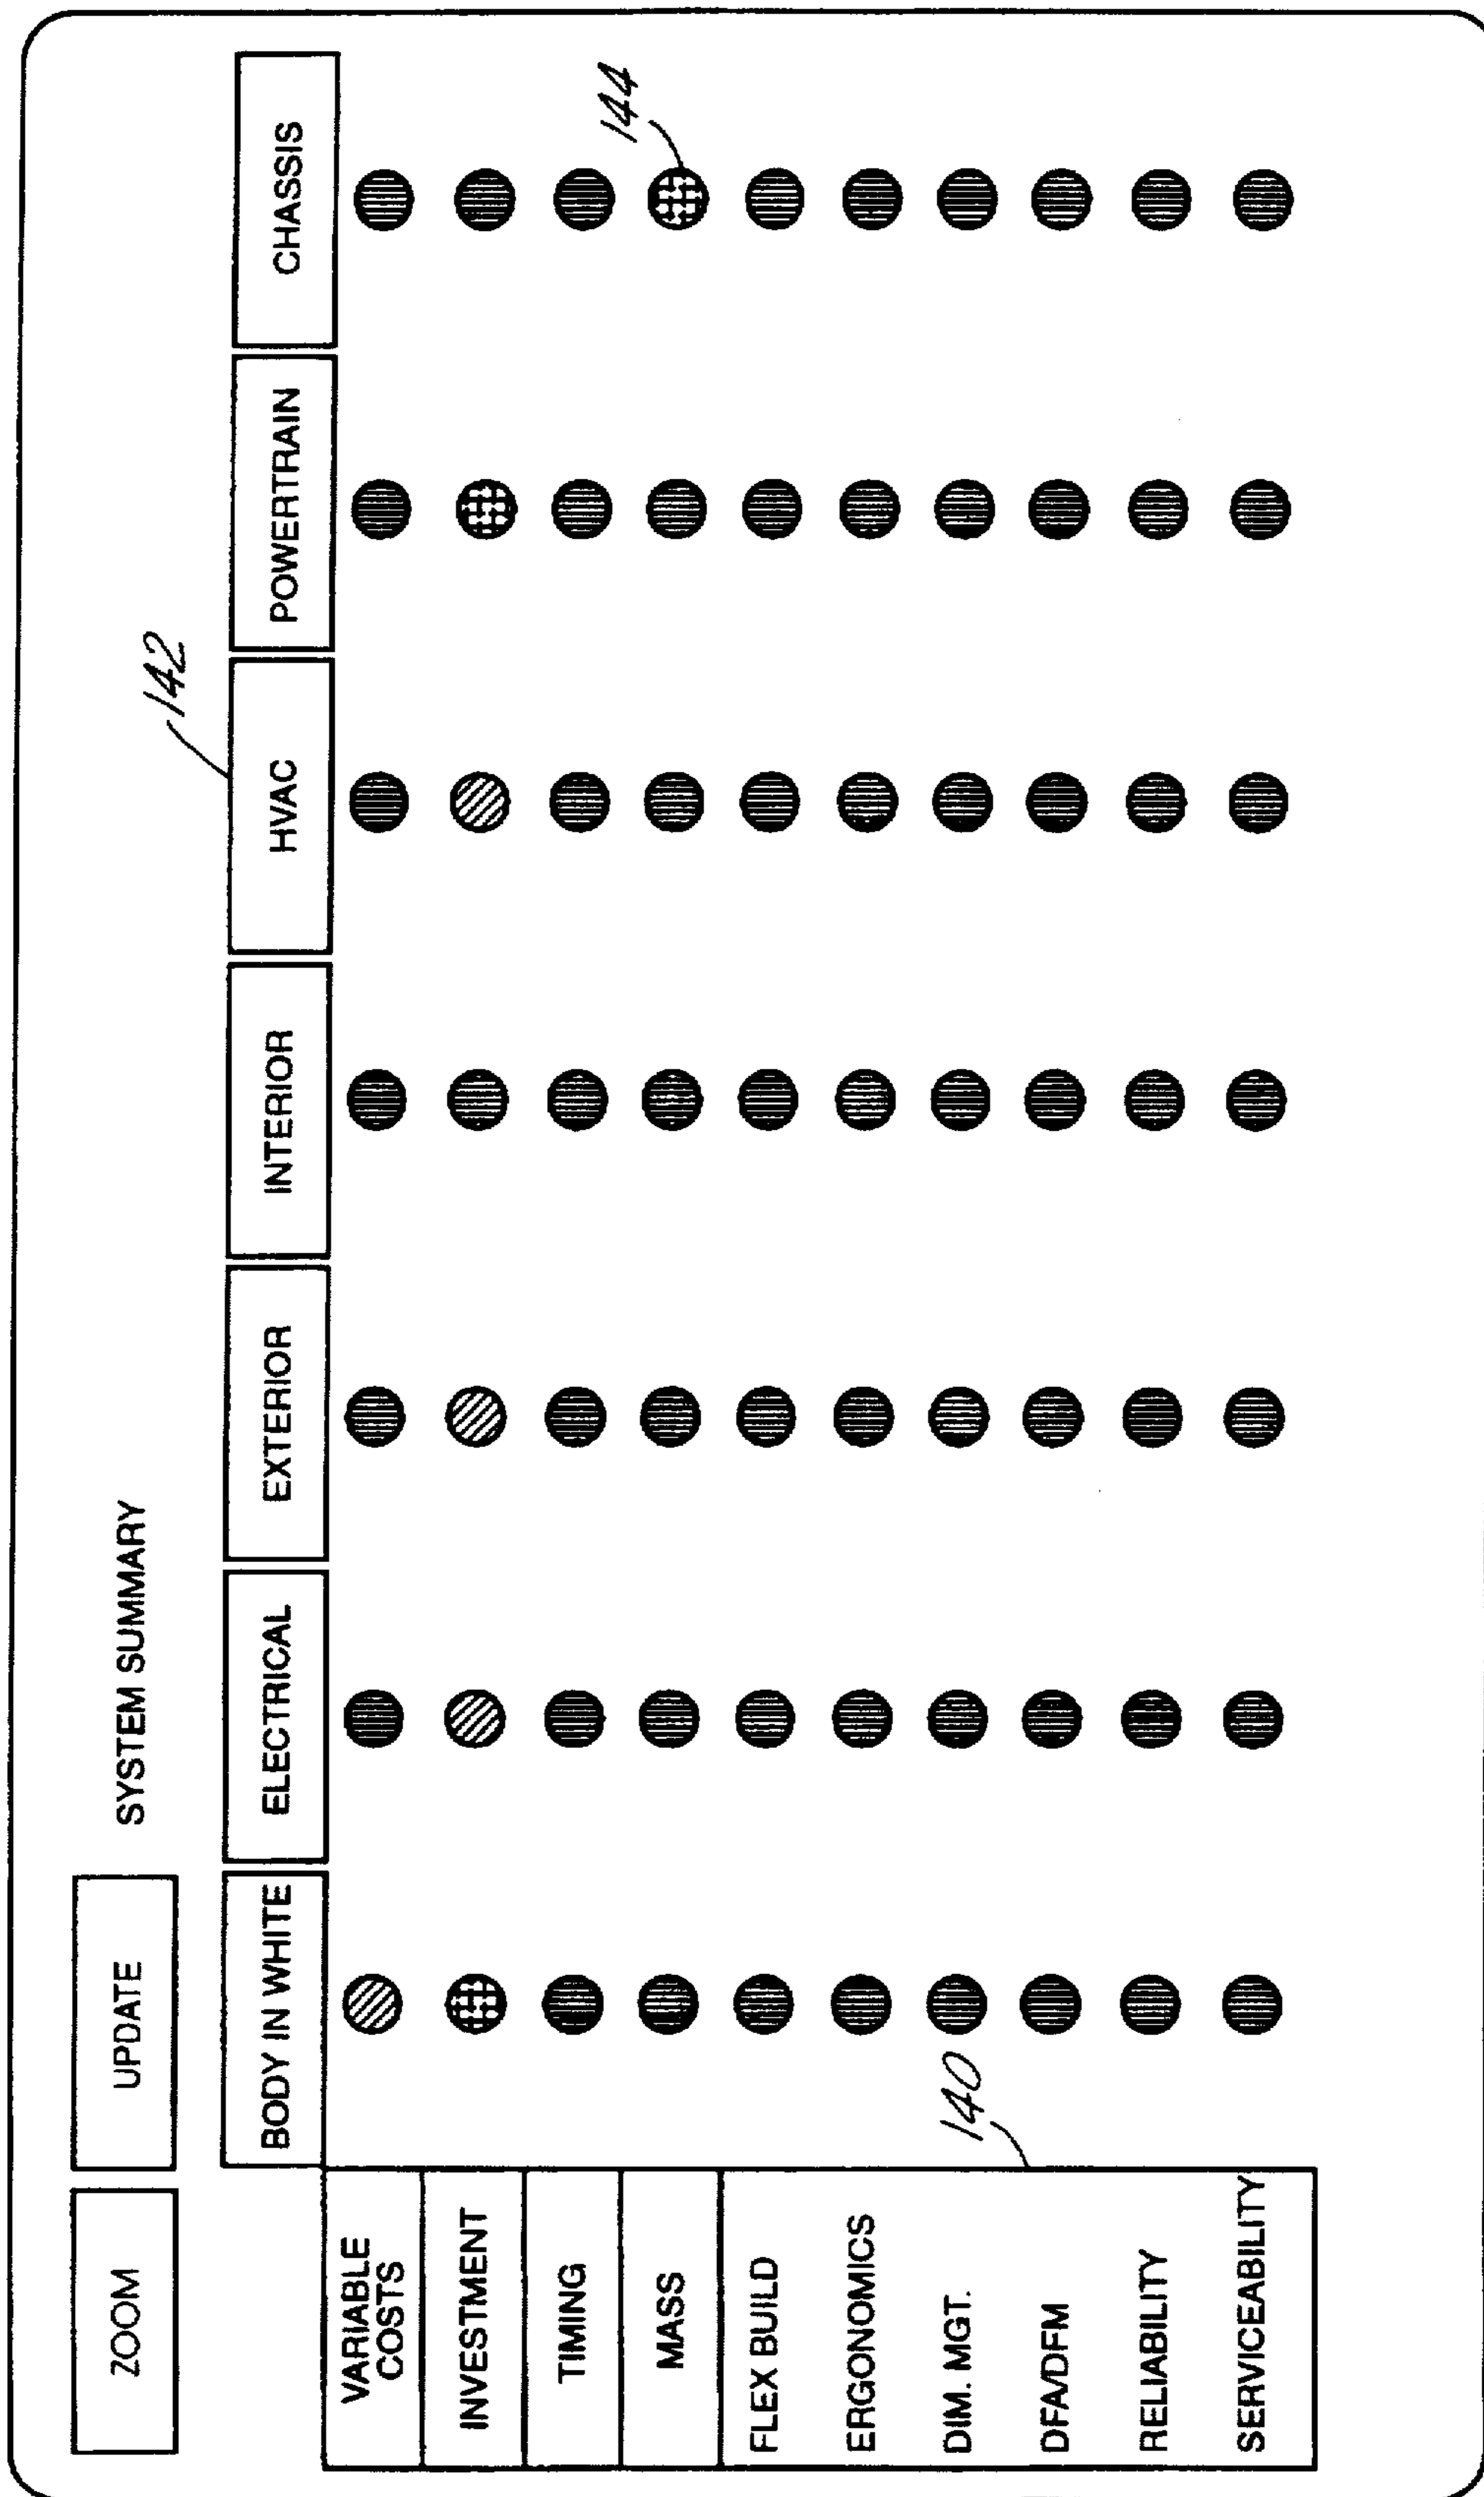 ZOOM
UPDATE
SYSTEM SUMMARY
142
BODY IN WHITE
ELECTRICAL
EXTERIOR
INTERIOR
HVAC
POWERTRAIN
CHASSIS
VARIABLE
COSTS
INVESTMENT
TIMING
MASS
144
FLEX BUILD
ERGONOMICS
DIM. MGT.
140
DFA/DFM
RELIABILITY
SERVICEABILITY